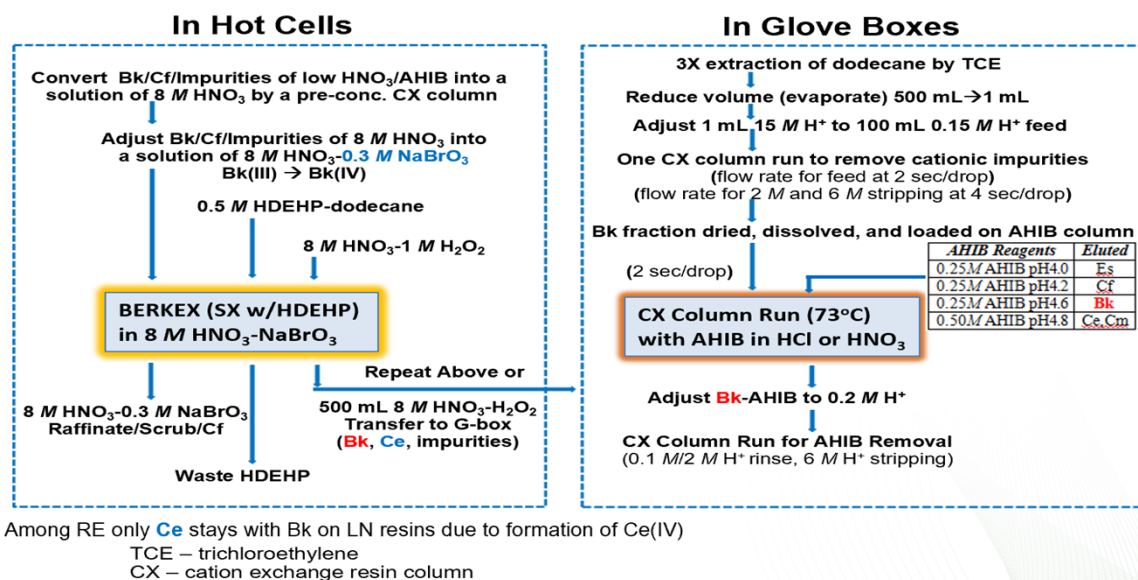 In Hot Cells
Convert Bk/Cf/Impurities of low HNO₃/AHIB into a
solution of 8 M HNO₃ by a pre-conc. CX column
Adjust Bk/Cf/Impurities of 8 M HNO₃ into
a solution of 8 M HNO₃-0.3 M NaBrO₃
Bk(III) → Bk(IV)
0.5 M HDEHP-dodecane
8 M HNO₃-1 M H₂O₂
BERKEX (SX w/HDEHP)
in 8 M HNO₃-NaBrO₃
Repeat Above or
8 M HNO₃-0.3 M NaBrO₃
Raffinate/Scrub/Cf
500 mL 8 M HNO₃-H₂O₂
Transfer to G-box
(Bk, Ce, impurities)
Waste HDEHP
In Glove Boxes
3X extraction of dodecane by TCE
Reduce volume (evaporate) 500 mL→1 mL
Adjust 1 mL 15 M H⁺ to 100 mL 0.15 M H⁺ feed
One CX column run to remove cationic impurities
(flow rate for feed at 2 sec/drop)
(flow rate for 2 M and 6 M stripping at 4 sec/drop)
Bk fraction dried, dissolved, and loaded on AHIB column
(2 sec/drop)
AHIB Reagents Eluted
0.25M AHIB pH4.0 Es
0.25M AHIB pH4.2 Cf
0.25M AHIB pH4.6 Bk
0.50M AHIB pH4.8 Ce,Cm
CX Column Run (73ᵒC)
with AHIB in HCl or HNO₃
Adjust Bk-AHIB to 0.2 M H⁺
CX Column Run for AHIB Removal
(0.1 M/2 M H⁺ rinse, 6 M H⁺ stripping)
Among RE only Ce stays with Bk on LN resins due to formation of Ce(IV)
TCE – trichloroethylene
CX – cation exchange resin column